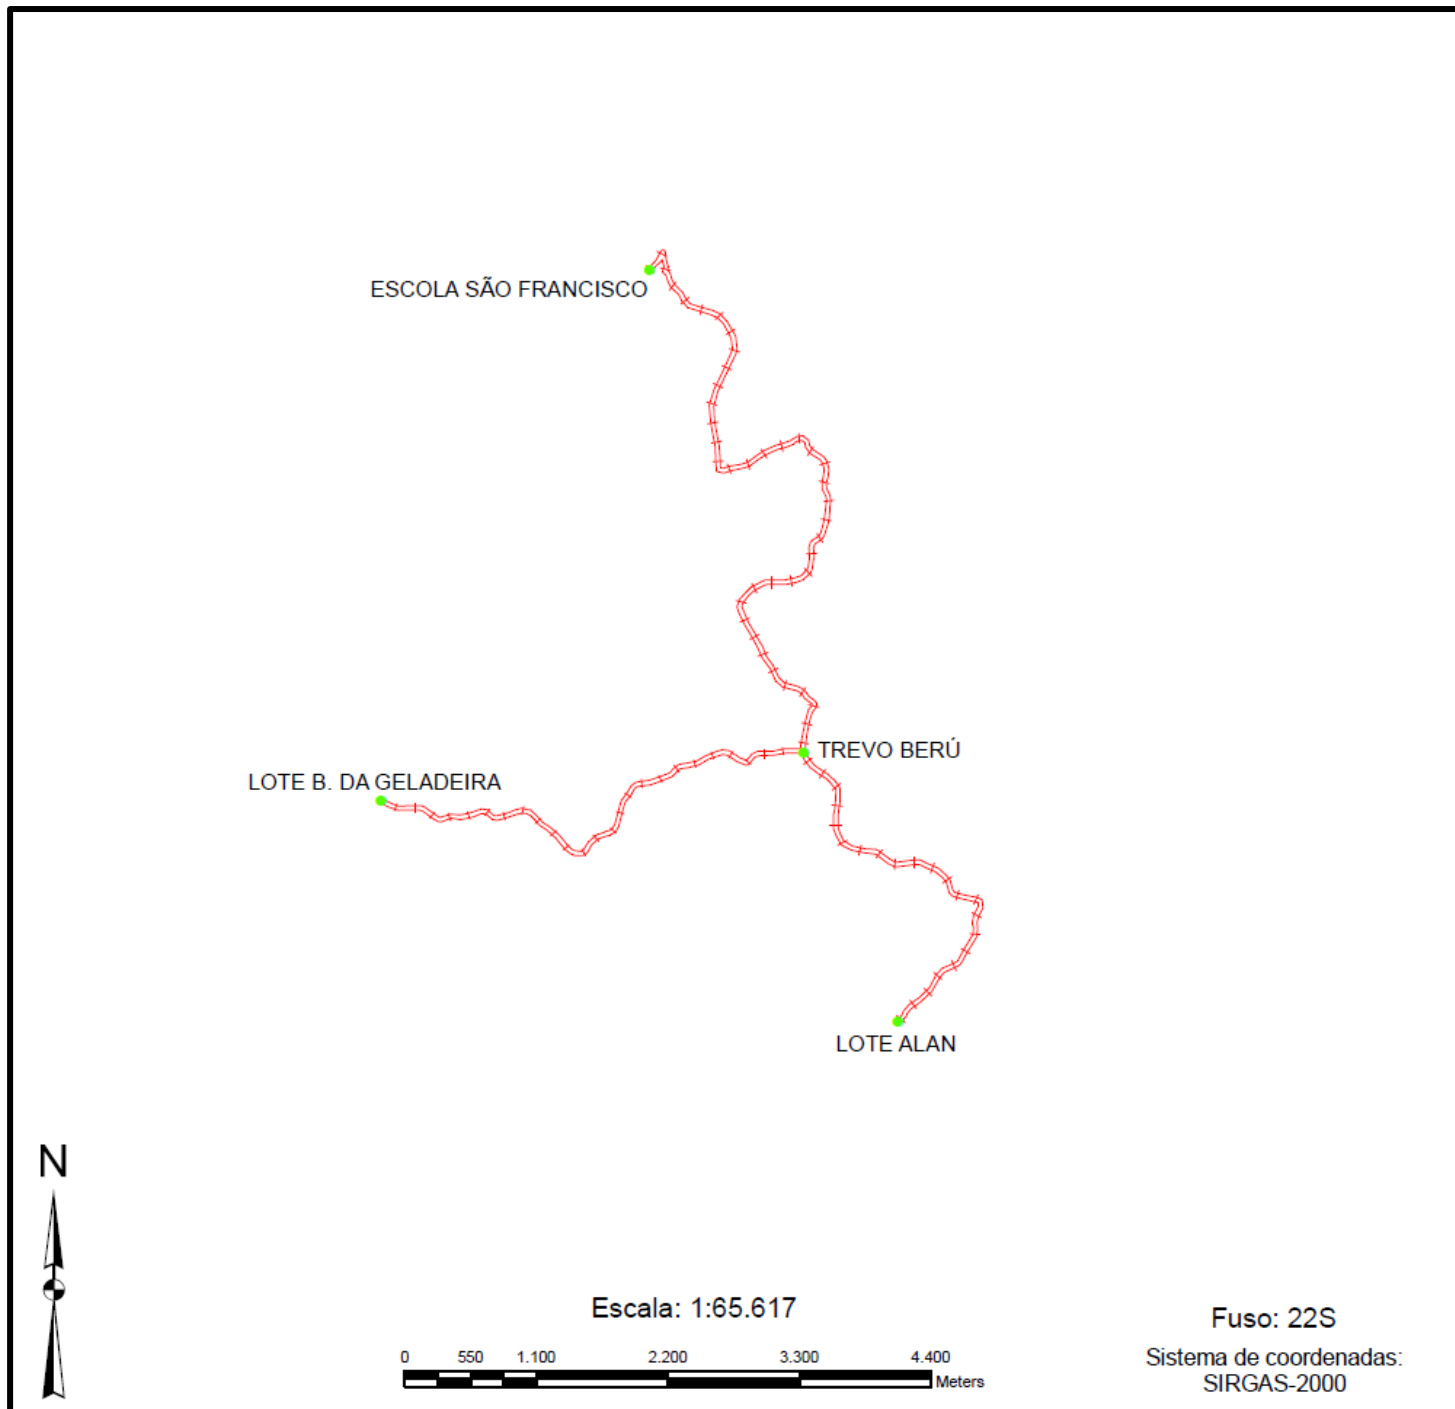 ESCOLA SÃO FRANCISCO
TREVO BERÚ
LOTE B. DA GELADEIRA
LOTE ALAN
N
Escala: 1:65.617
0 550 1.100 2.200 3.300 4.400
Meters
Fuso: 22S
Sistema de coordenadas:
SIRGAS-2000